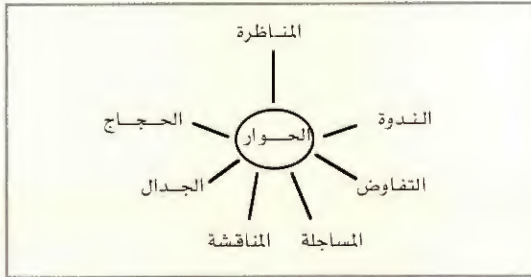 المناظرة
الندوة
الحجاج
الحوار
التفاوض
الجدال
المساجلة
المناقشة